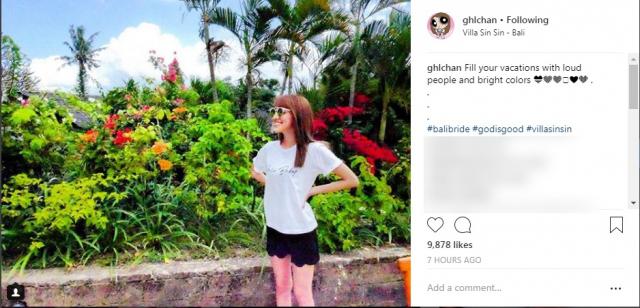 ghlchan • Following
Villa Sin Sin - Bali
ghlchan Fill your vacations with loud
people and bright colors 😎🖤🖤□🖤🖤 .
.
.
.
#balibride #godisgood #villasinsin
9,878 likes
7 HOURS AGO
Add a comment...